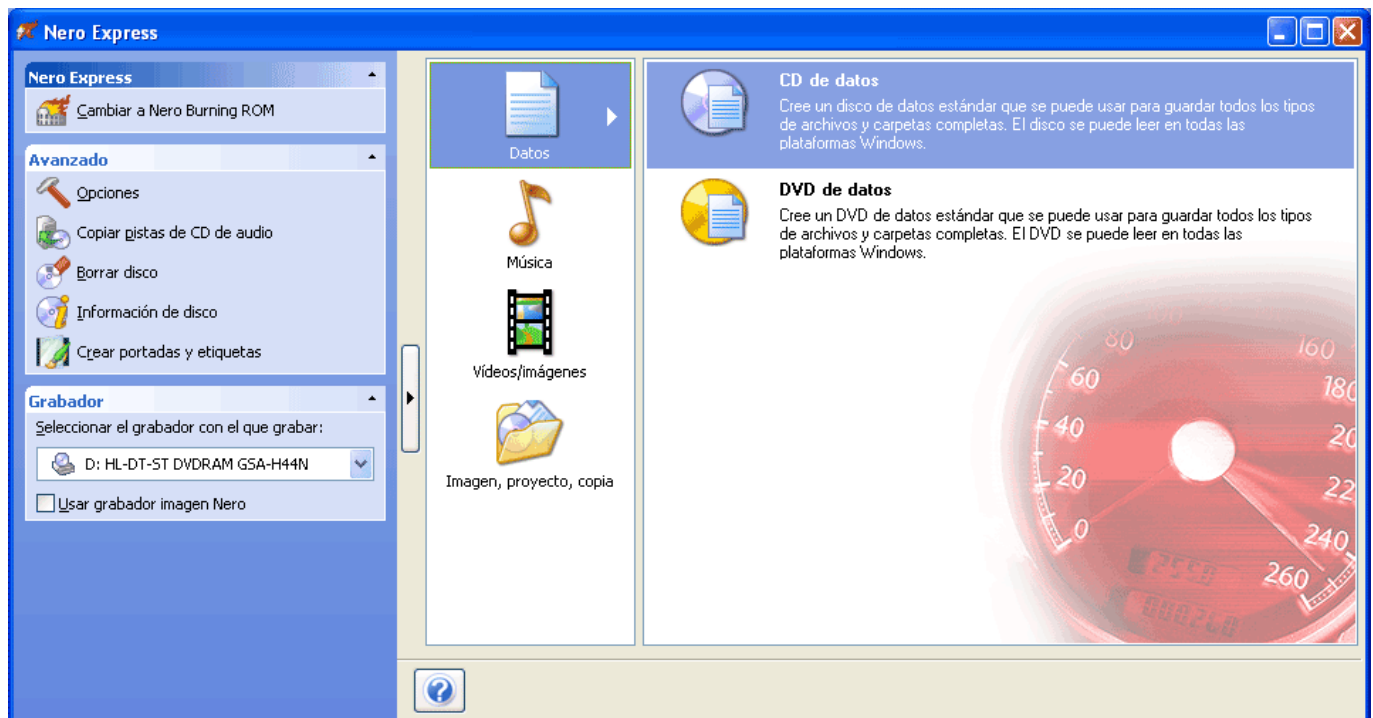 Nero Express
Nero Express
Cambiar a Nero Burning ROM
Avanzado
Opciones
Copiar pistas de CD de audio
Borrar disco
Información de disco
Crear portadas y etiquetas
Grabador
Seleccionar el grabador con el que grabar:
D: HL-DT-ST DVDRAM GSA-H44N
Usar grabador imagen Nero
Datos
Música
Vídeos/imágenes
Imagen, proyecto, copia
CD de datos
Cree un disco de datos estándar que se puede usar para guardar todos los tipos
de archivos y carpetas completas. El disco se puede leer en todas las
plataformas Windows.
DVD de datos
Cree un DVD de datos estándar que se puede usar para guardar todos los tipos
de archivos y carpetas completas. El DVD se puede leer en todas las
plataformas Windows.
0
20
40
60
80
160
180
20
22
240
260